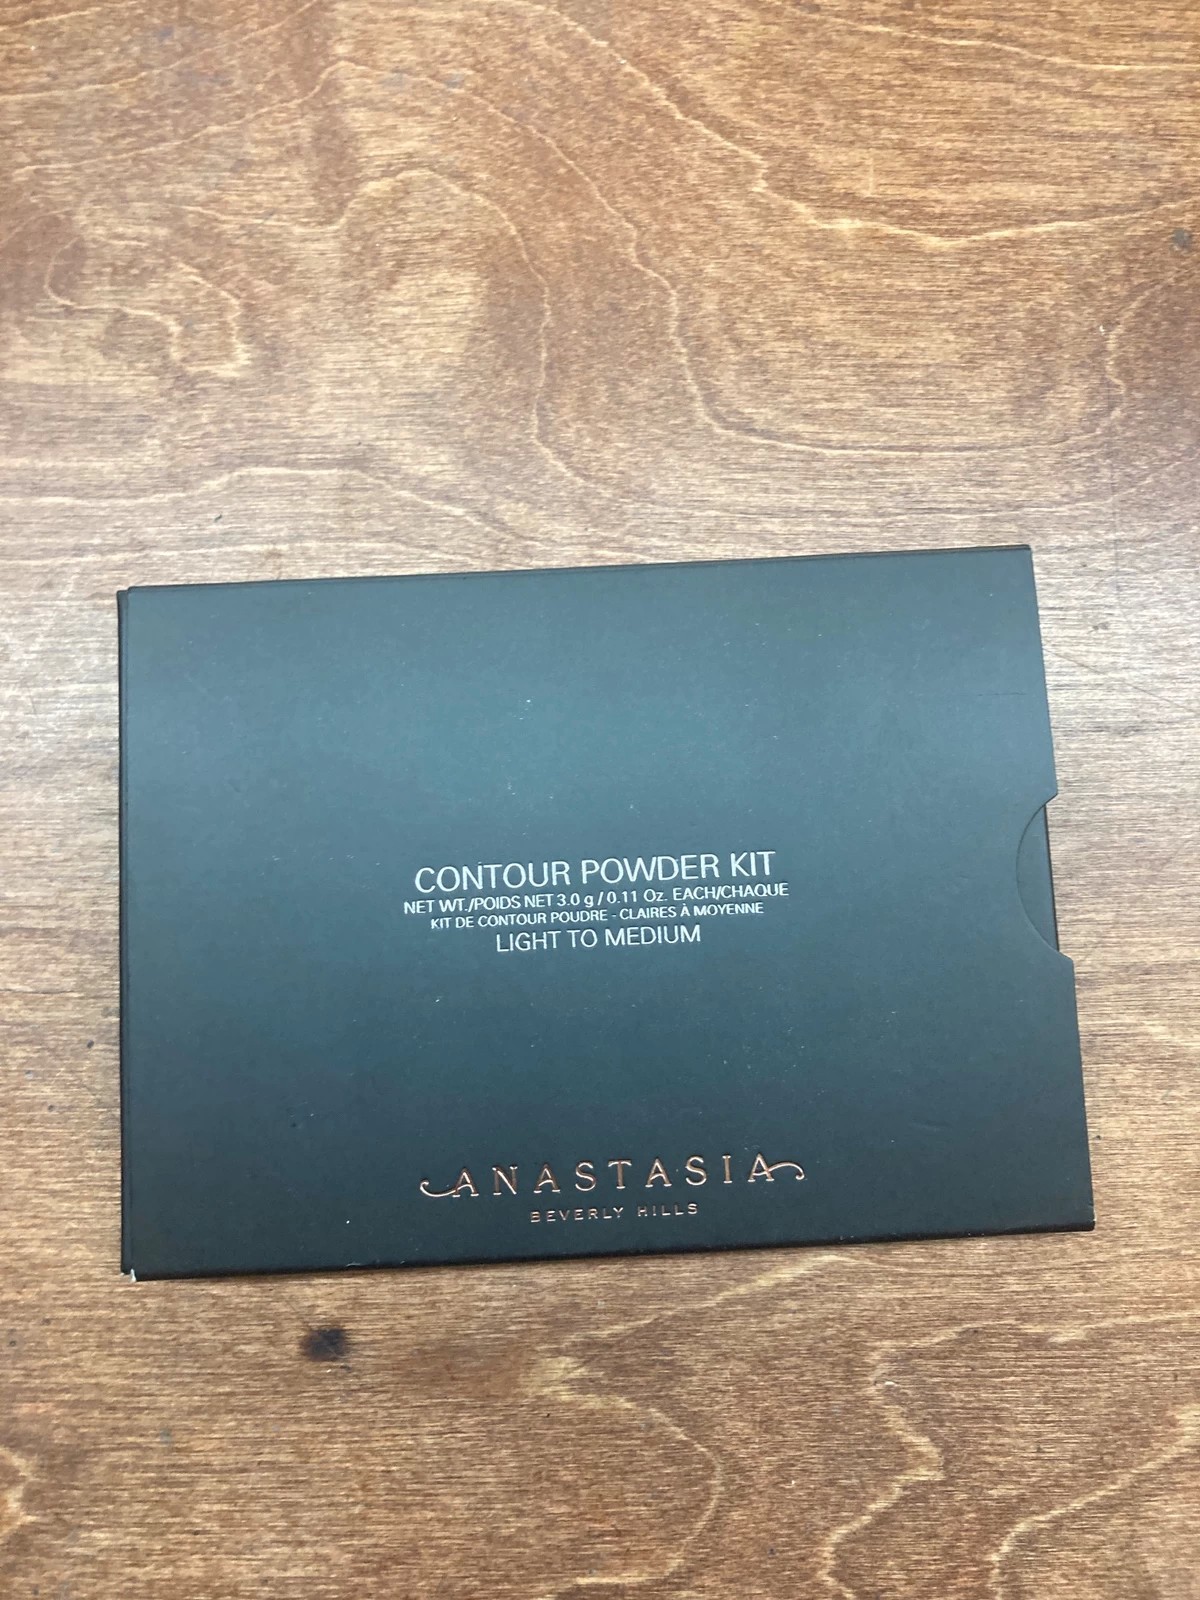 CONTOUR POWDER KIT
NET WT./POIDS NET 3.0 g / 0.11 Oz. EACH/CHAQUE
KIT DE CONTOUR POUDRE - CLAIRES À MOYENNE
LIGHT TO MEDIUM
ANASTASIA
BEVERLY HILLS